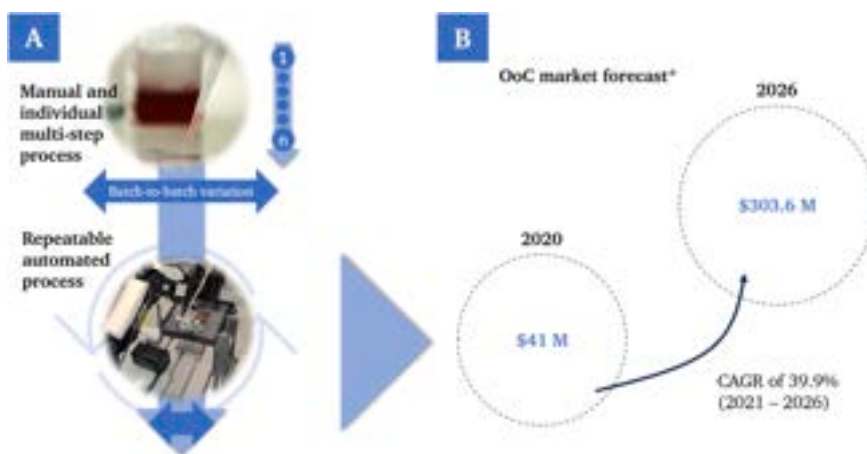 A
Manual and
individual
multi-step
process
1
n
Batch-to-batch variation
Repeatable
automated
process
B
OoC market forecast*
2026
$303.6 M
2020
$41 M
CAGR of 39.9%
(2021 – 2026)